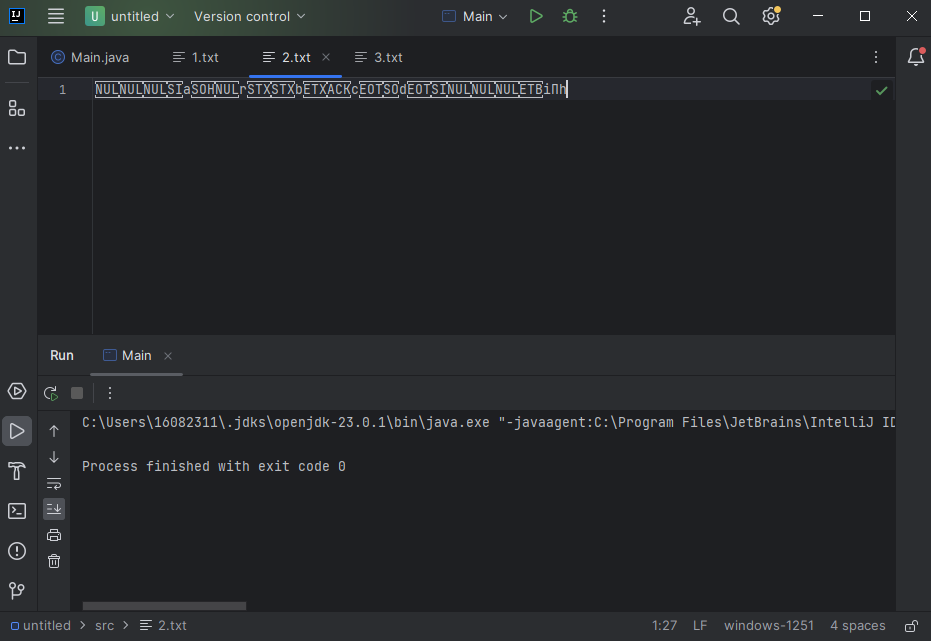 U untitled Version control Main
Main.java 1.txt 2.txt 3.txt
1 NULNULNULSIaSOHNULrSTXSTXbETXACKcEOTSOdEOTSINULNULNULETBiПh
Run Main
C:\Users\16082311\.jdks\openjdk-23.0.1\bin\java.exe "-javaagent:C:\Program Files\JetBrains\IntelliJ ID
Process finished with exit code 0
untitled > src > 2.txt 1:27 LF windows-1251 4 spaces